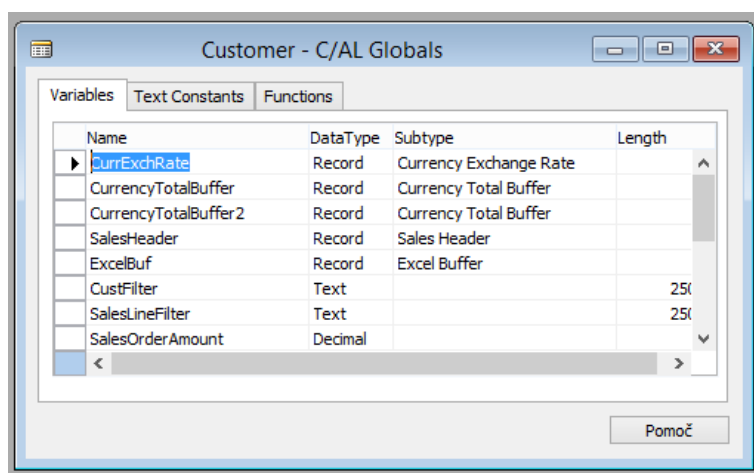 Customer - C/AL Globals
Variables Text Constants Functions
Name DataType Subtype Length
CurrExchRate Record Currency Exchange Rate
CurrencyTotalBuffer Record Currency Total Buffer
CurrencyTotalBuffer2 Record Currency Total Buffer
SalesHeader Record Sales Header
ExcelBuf Record Excel Buffer
CustFilter Text 250
SalesLineFilter Text 250
SalesOrderAmount Decimal
Pomoč